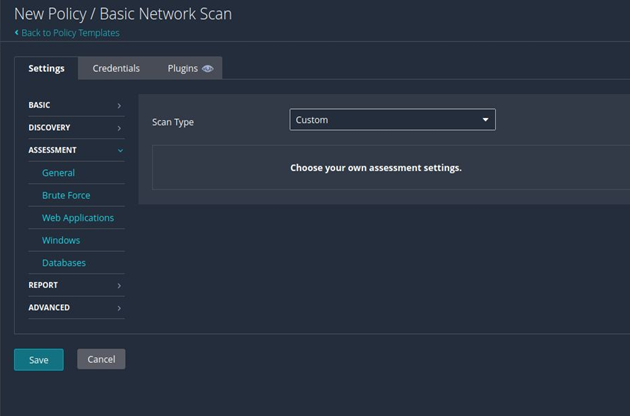 New Policy / Basic Network Scan
Back to Policy Templates
Settings Credentials Plugins
BASIC
DISCOVERY
ASSESSMENT
General
Brute Force
Web Applications
Windows
Databases
REPORT
ADVANCED
Scan Type Custom
Choose your own assessment settings.
Save Cancel